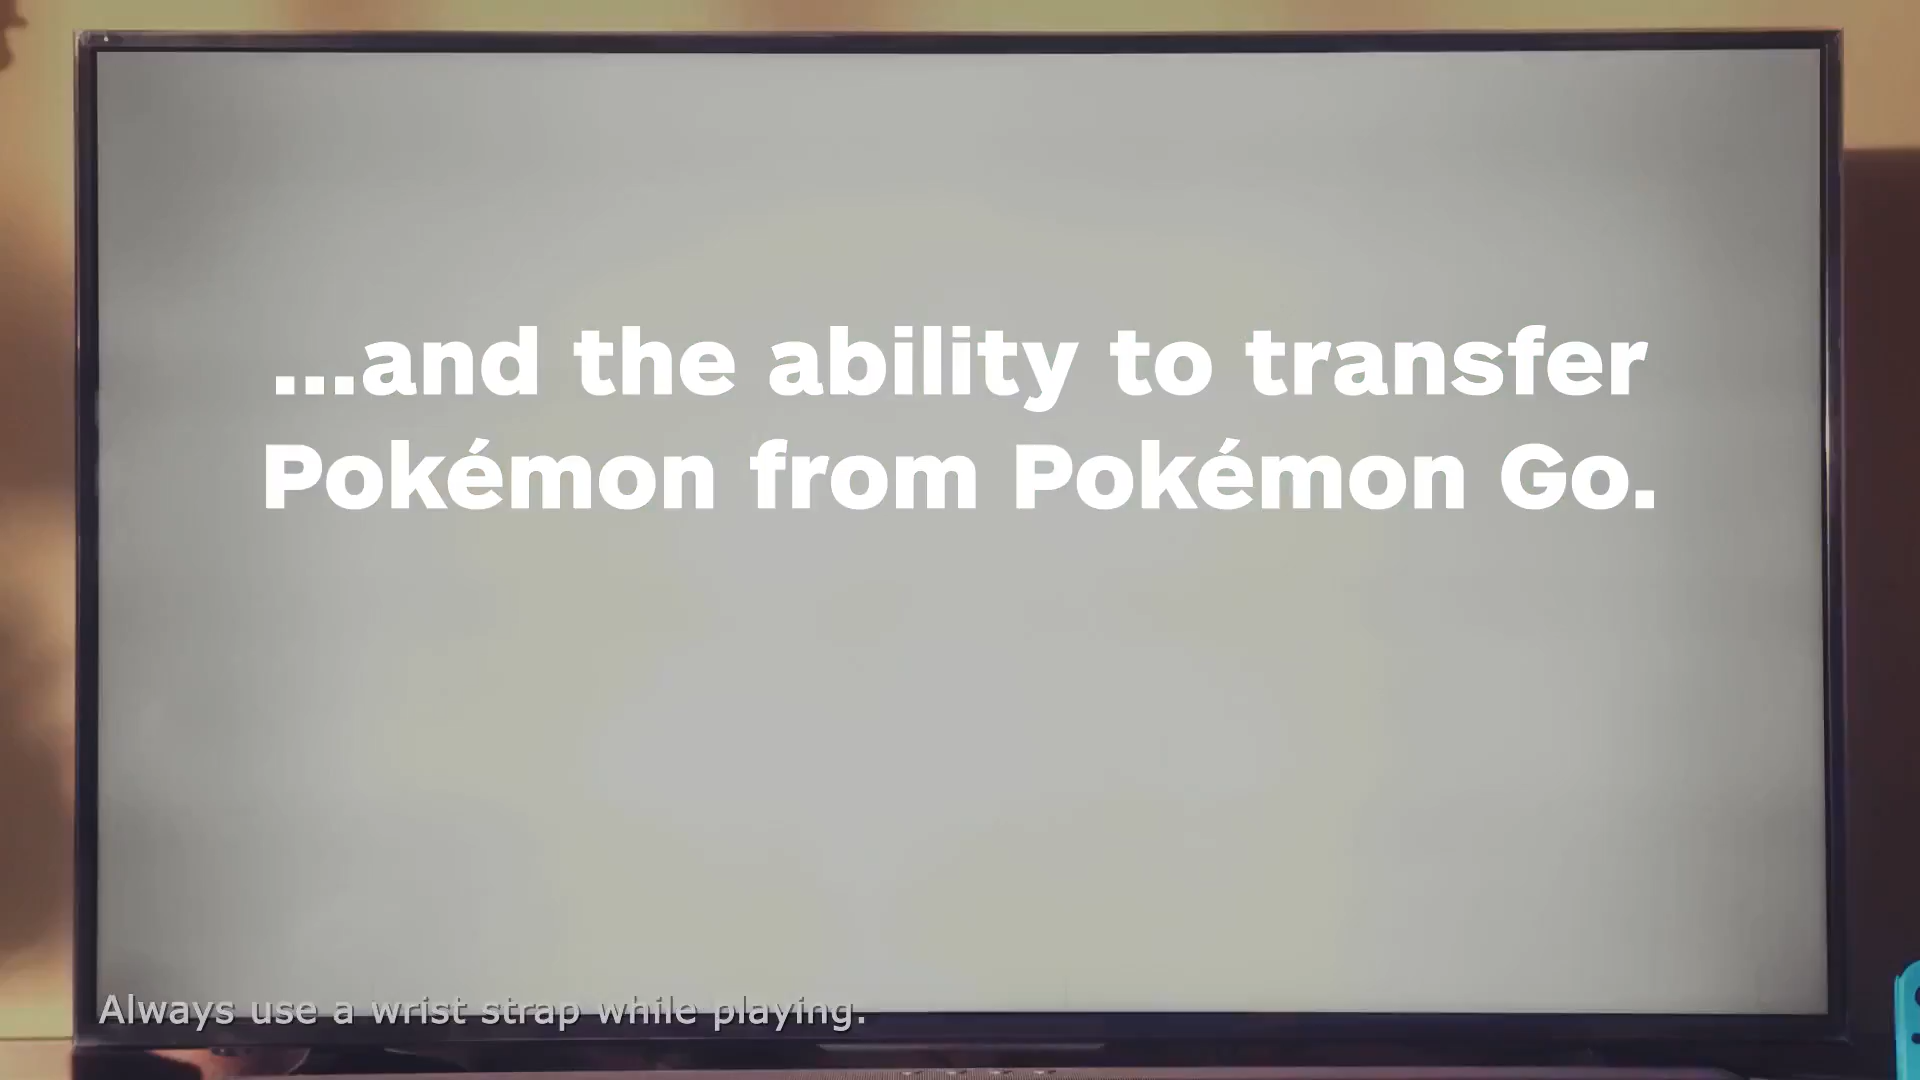 ...and the ability to transfer
Pokémon from Pokémon Go.
Always use a wrist strap while playing.